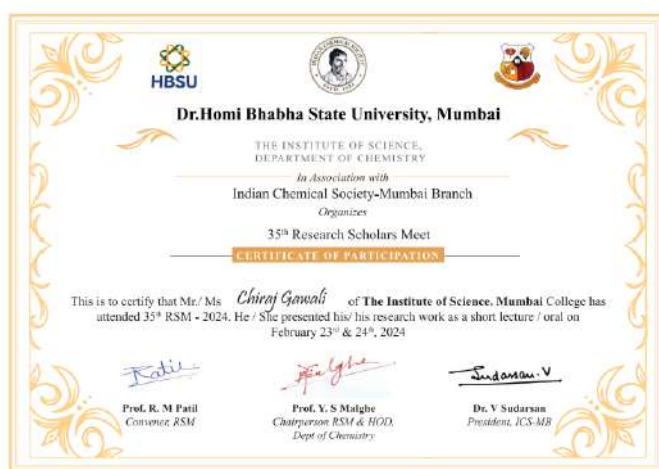 HBSU
Dr.Homi Bhabha State University, Mumbai
THE INSTITUTE OF SCIENCE,
DEPARTMENT OF CHEMISTRY
In Association with
Indian Chemical Society-Mumbai Branch
Organizes
35th Research Scholars Meet
CERTIFICATE OF PARTICIPATION
This is to certify that Mr./ Ms Chiraj Gawali of The Institute of Science, Mumbai College has
attended 35th RSM - 2024. He / She presented his/ his research work as a short lecture / oral on
February 23rd & 24th, 2024
Sudarsan. V
Prof. R. M Patil Prof. Y. S Malghe Dr. V Sudarsan
Convener, RSM Chairperson RSM & HOD, President, ICS-MB
Dept of Chemistry